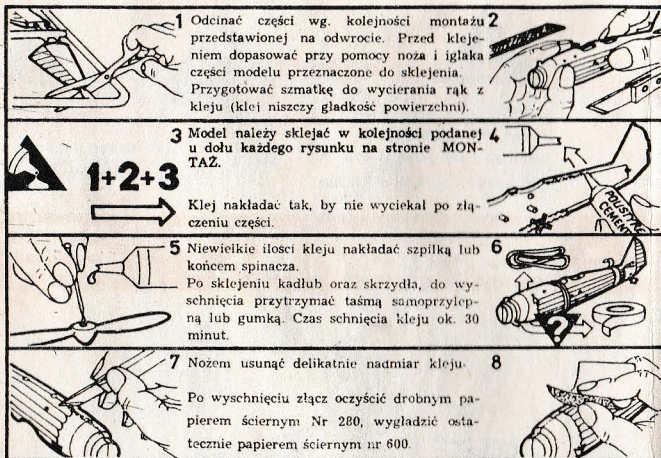 1 Odcinać części wg. kolejności montażu
przedstawionej na odwrocie. Przed kleje-
niem dopasować przy pomocy noża i iglaka
części modelu przeznaczone do sklejenia.
Przygotować szmatkę do wycierania rąk z
kleju (klej niszczy gładkość powierzchni).
2
3 Model należy sklejać w kolejności podanej
u dołu każdego rysunku na stronie MON-
TAŻ.
1+2+3
Klej nakładać tak, by nie wyciekał po złą-
czeniu części.
4
POLISTYRENE
CEMENT
5 Niewielkie ilości kleju nakładać szpilką lub
końcem spinacza.
Po sklejeniu kadłub oraz skrzydła, do wy-
schnięcia przytrzymać taśmą samoprzylep-
ną lub gumką. Czas schnięcia kleju ok. 30
minut.
6
?
7 Nożem usunąć delikatnie nadmiar kleju.
Po wyschnięciu złącz oczyścić drobnym pa-
pierem ściernym Nr 280, wygładzić osta-
tecznie papierem ściernym nr 600.
8